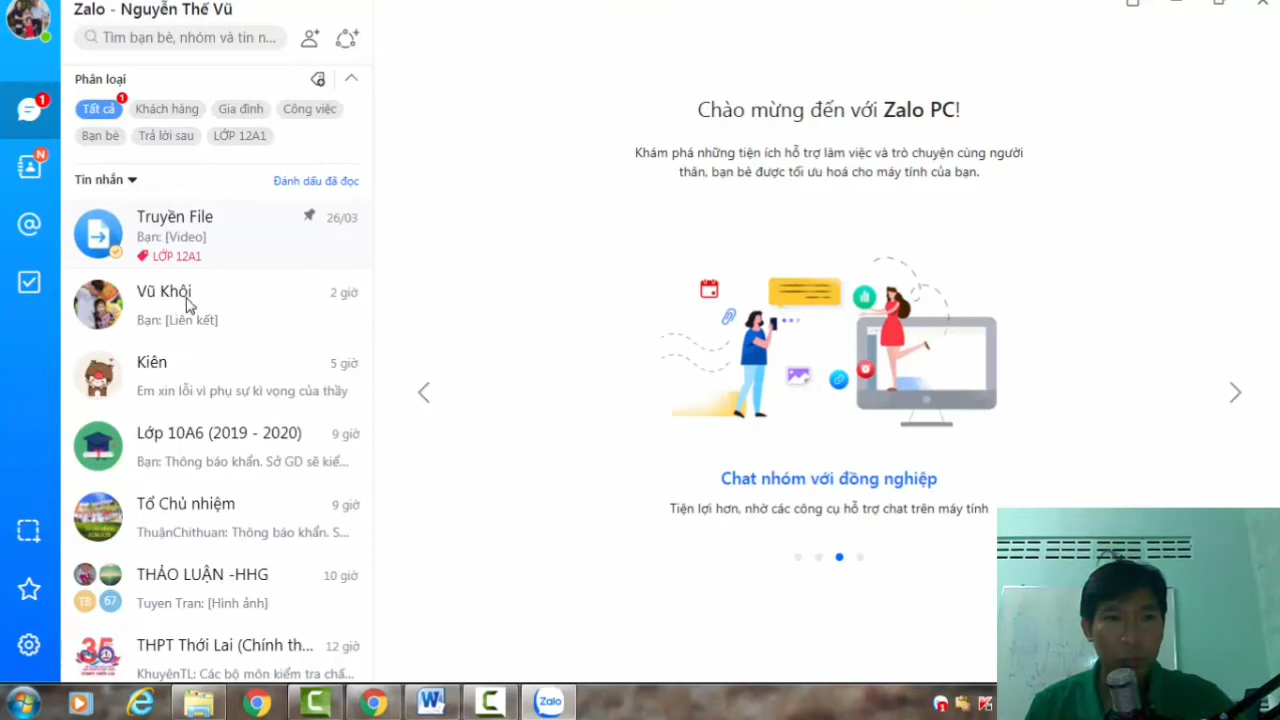 Zalo - Nguyễn Thế Vũ
Tìm bạn bè, nhóm và tin n...
Phân loại
Tất cả
1
Khách hàng
Gia đình
Công việc
Bạn bè
Trả lời sau
LỚP 12A1
Tin nhắn
Đánh dấu đã đọc
1
N
Truyền File
26/03
Bạn: [Video]
LỚP 12A1
Vũ Khôi
2 giờ
Bạn: [Liên kết]
Kiên
5 giờ
Em xin lỗi vì phụ sự kì vọng của thầy
Lớp 10A6 (2019 - 2020)
9 giờ
Bạn: Thông báo khẩn. Sở GD sẽ kiể...
Tổ Chủ nhiệm
9 giờ
ThuậnChithuan: Thông báo khẩn. S...
THẢO LUẬN -HHG
10 giờ
TB
67
Tuyen Tran: [Hình ảnh]
THPT Thới Lai (Chính th...
12 giờ
35
KhuyênTL: Các bộ môn kiểm tra chấ...
Chào mừng đến với Zalo PC!
Khám phá những tiện ích hỗ trợ làm việc và trò chuyện cùng người
thân, bạn bè được tối ưu hoá cho máy tính của bạn.
Chat nhóm với đồng nghiệp
Tiện lợi hơn, nhờ các công cụ hỗ trợ chat trên máy tính
Zalo